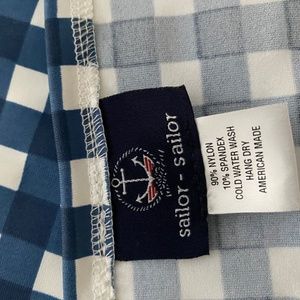 sailor - sailor
90% NYLON
10% SPANDEX
COLD WATER WASH
HANG DRY
AMERICAN MADE